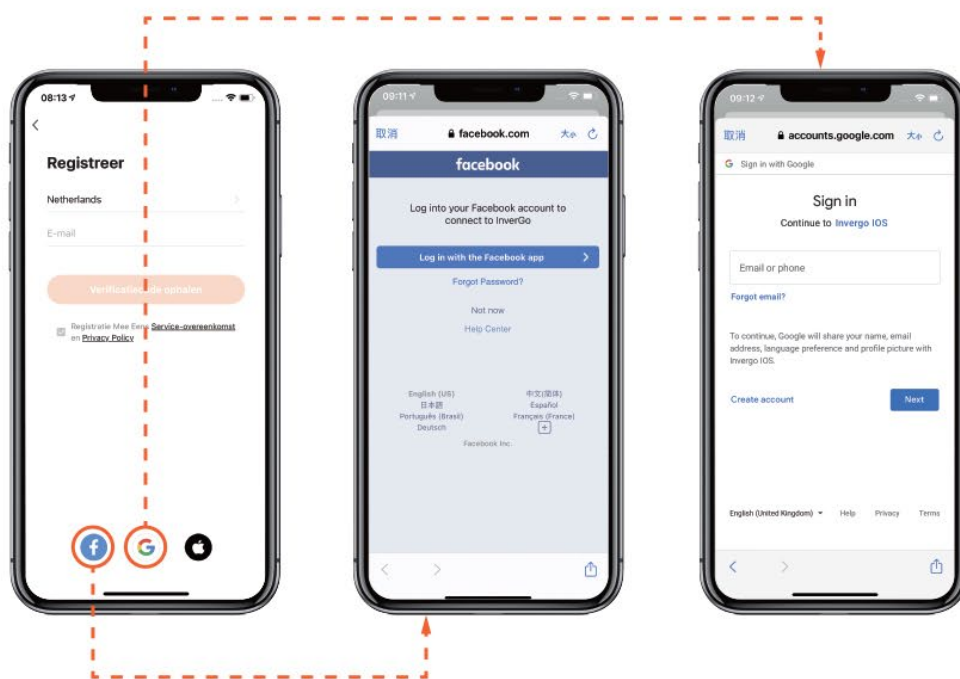 08:13
Registreer
Netherlands
E-mail
Verificatiecode ophalen
Registratie Mee Eens Service-overeenkomst
en Privacy Policy
09:11
取消
facebook.com
大小
facebook
Log into your Facebook account to
connect to InverGo
Log in with the Facebook app
Forgot Password?
Not now
Help Center
English (US)
中文(简体)
日本語
Español
Português (Brasil)
Français (France)
Deutsch
Facebook Inc.
09:12
取消
accounts.google.com
大小
Sign in with Google
Sign in
Continue to Invergo IOS
Email or phone
Forgot email?
To continue, Google will share your name, email
address, language preference and profile picture with
Invergo IOS.
Create account
Next
English (United Kingdom)
Help
Privacy
Terms